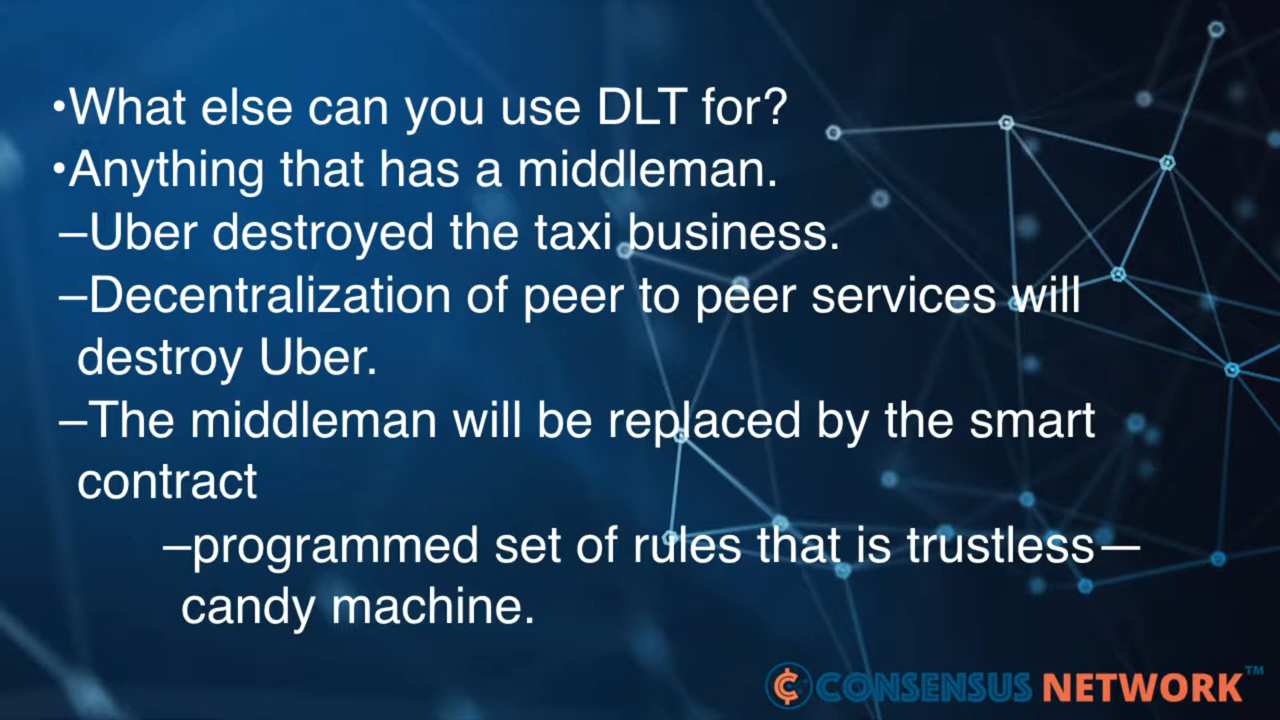 •What else can you use DLT for?
•Anything that has a middleman.
–Uber destroyed the taxi business.
–Decentralization of peer to peer services will
destroy Uber.
–The middleman will be replaced by the smart
contract
–programmed set of rules that is trustless—
candy machine.
CONSENSUS NETWORK™